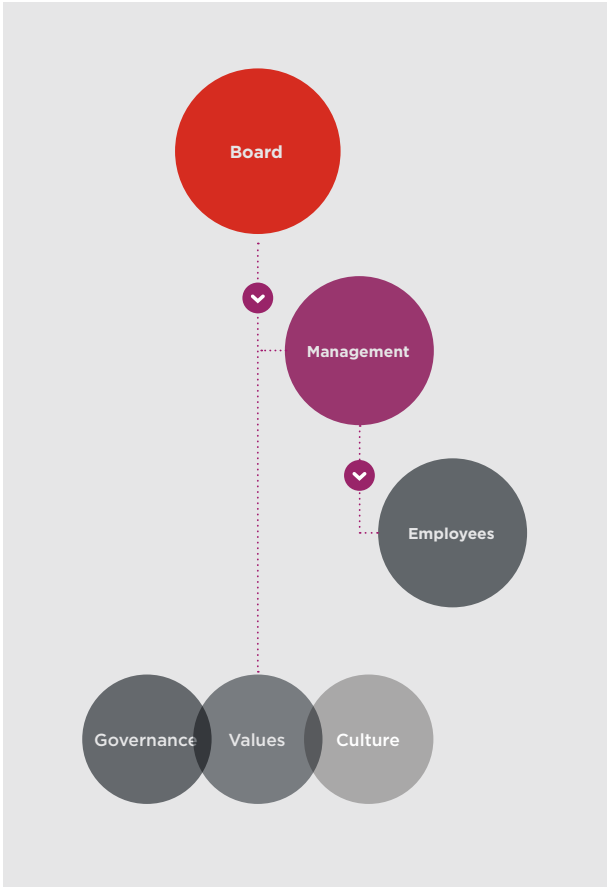 Board
Management
Employees
Governance
Values
Culture